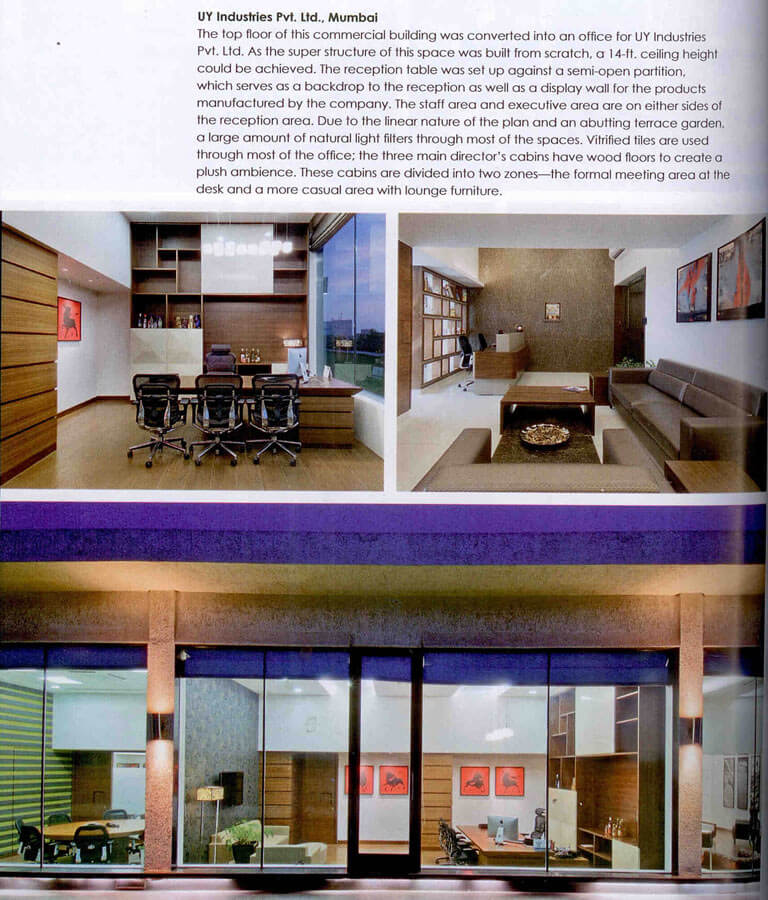 UY Industries Pvt. Ltd., Mumbai
The top floor of this commercial building was converted into an office for UY Industries
Pvt. Ltd. As the super structure of this space was built from scratch, a 14-ft. ceiling height
could be achieved. The reception table was set up against a semi-open partition,
which serves as a backdrop to the reception as well as a display wall for the products
manufactured by the company. The staff area and executive area are on either sides of
the reception area. Due to the linear nature of the plan and an abutting terrace garden,
a large amount of natural light filters through most of the spaces. Vitrified tiles are used
through most of the office; the three main director's cabins have wood floors to create a
plush ambience. These cabins are divided into two zones—the formal meeting area at the
desk and a more casual area with lounge furniture.